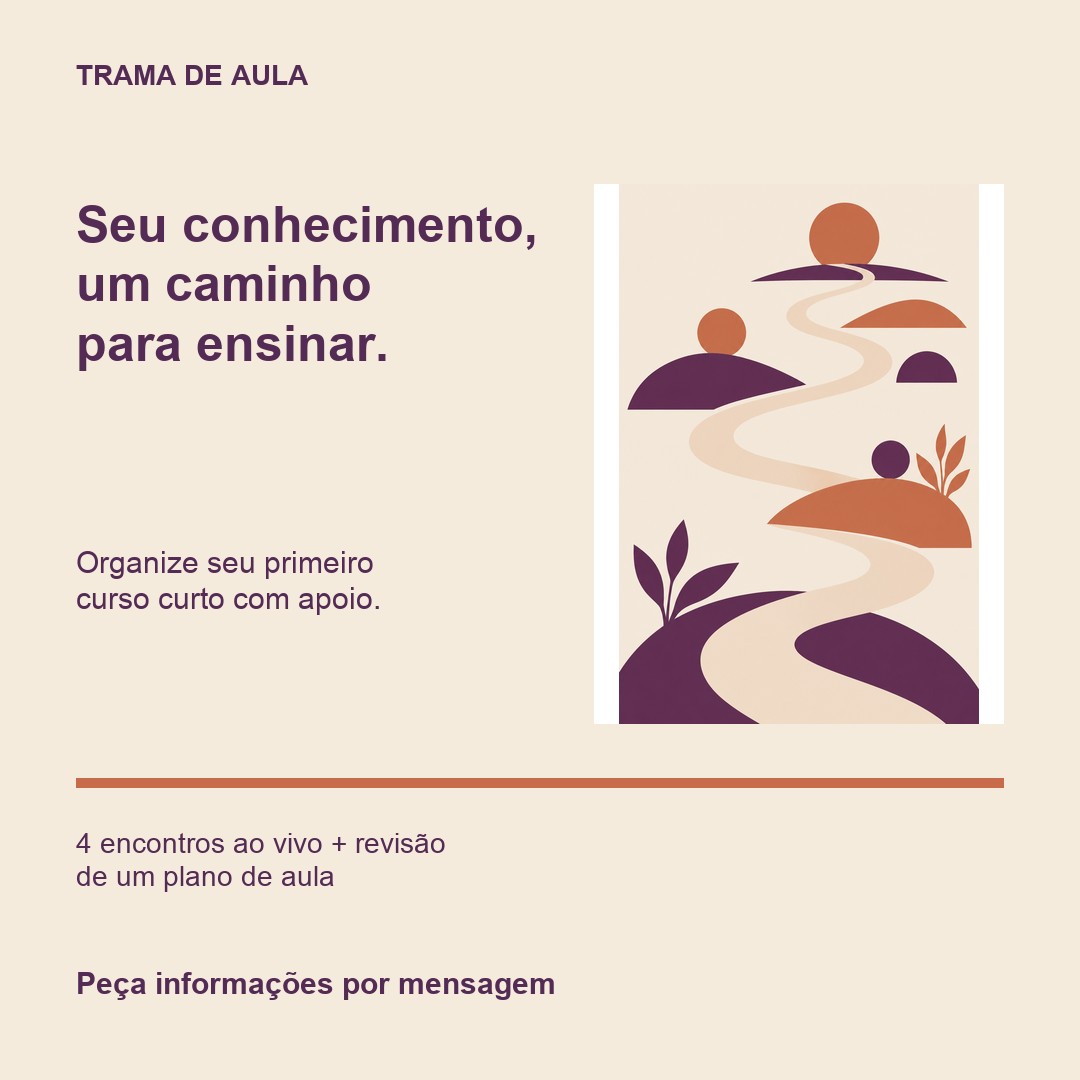 TRAMA DE AULA
Seu conhecimento,
um caminho
para ensinar.
Organize seu primeiro
curso curto com apoio.
4 encontros ao vivo + revisão
de um plano de aula
Peça informações por mensagem